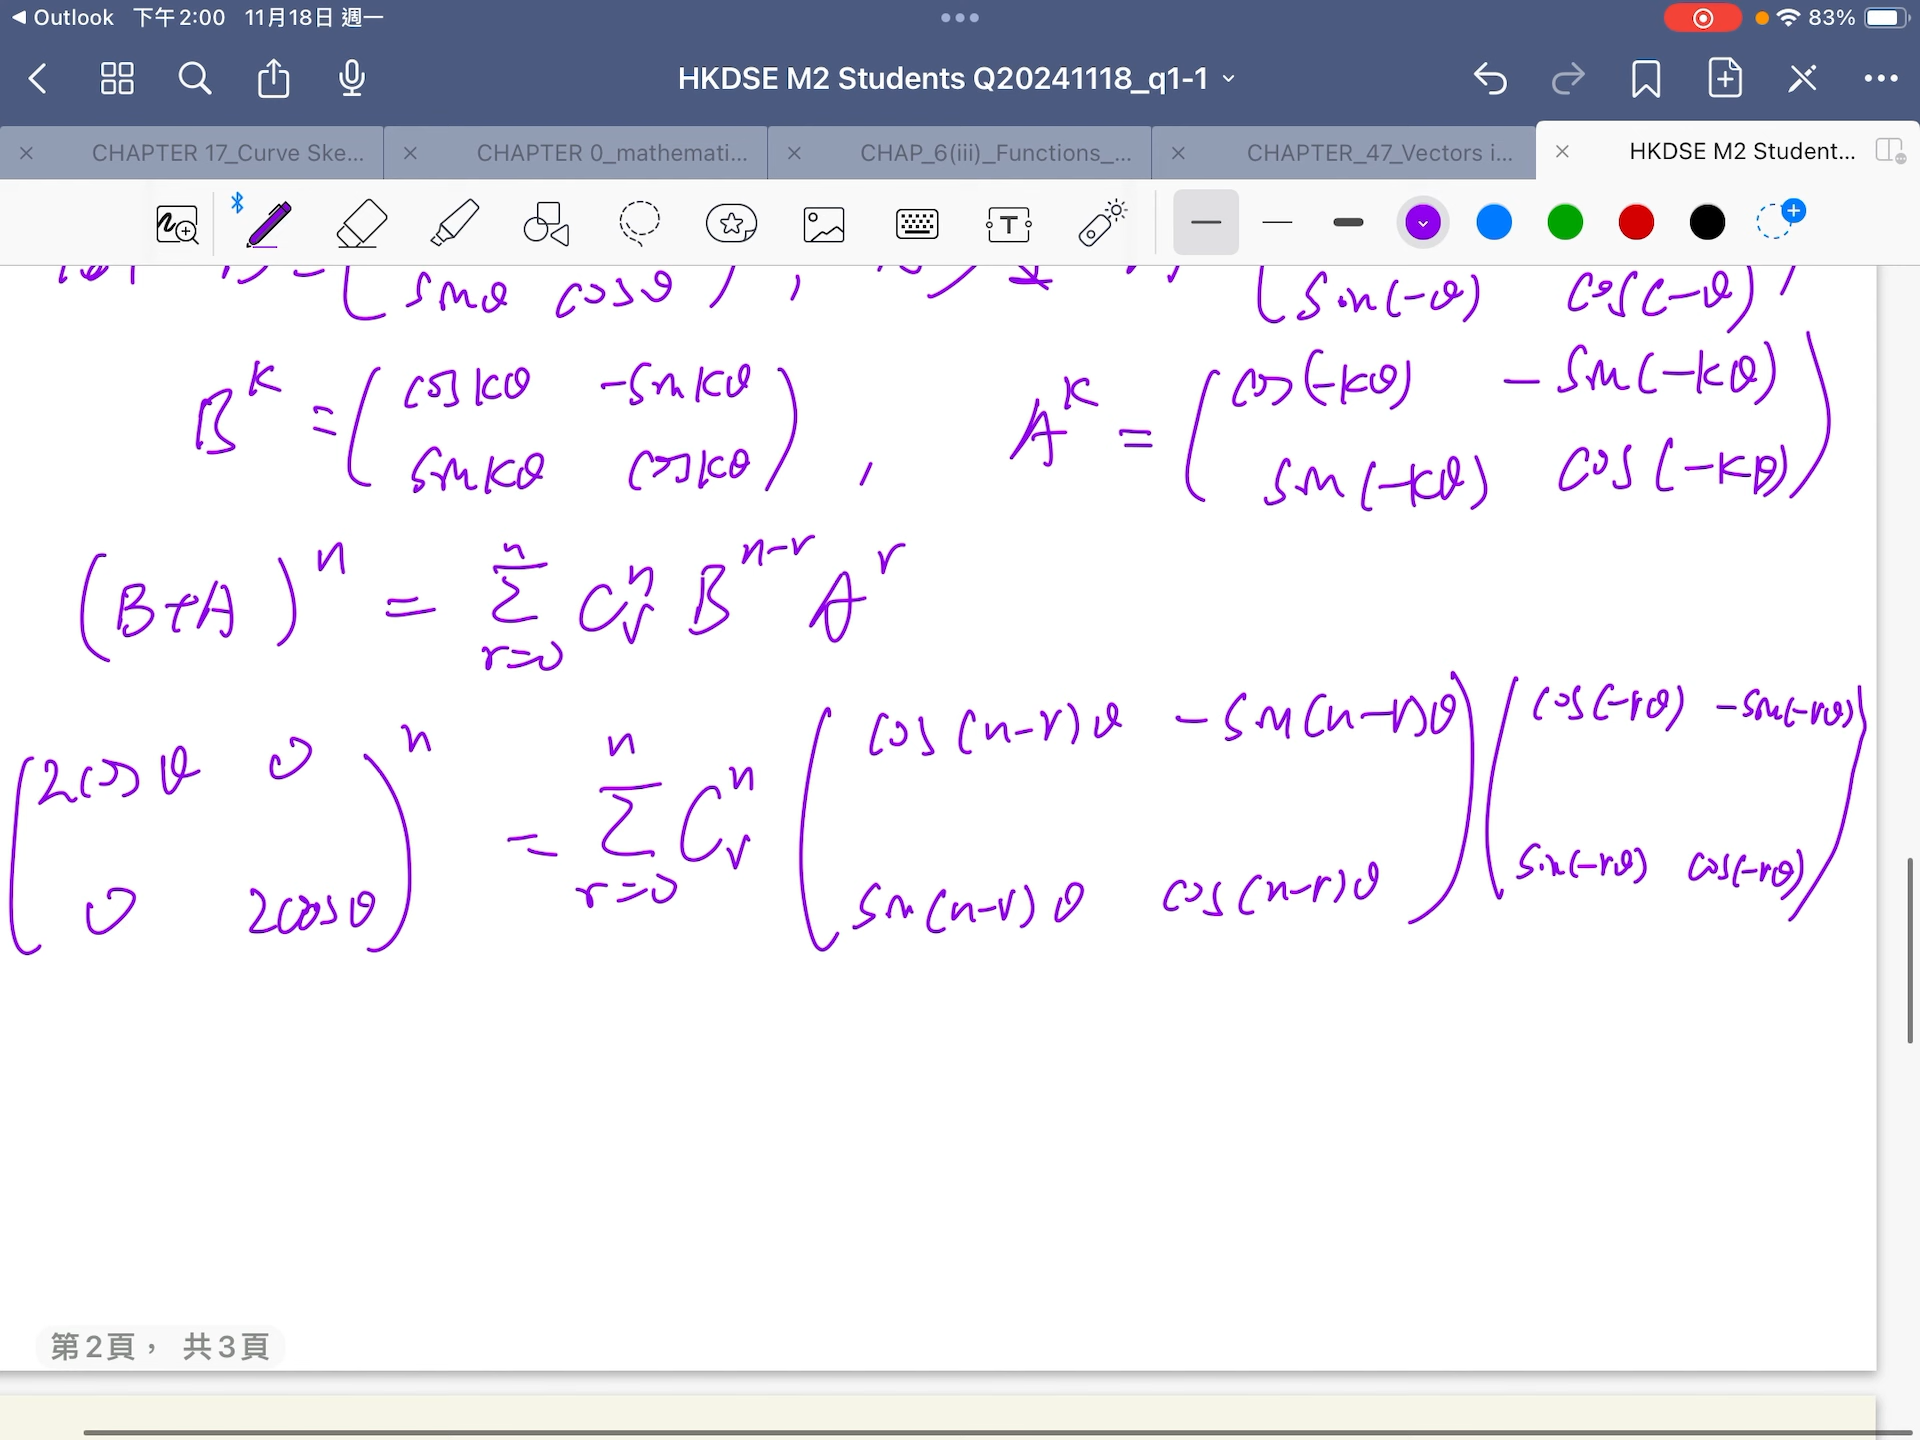 Outlook 下午2:00 11月18日 週一 83%
HKDSE M2 Students Q20241118_q1-1
CHAPTER 17_Curve Ske... CHAPTER 0_mathemati... CHAP_6(iii)_Functions_... CHAPTER_47_Vectors i... HKDSE M2 Student...
sinθ cosθ ) , ( sin(-θ) cos(-θ)
B^k = ( cos kθ -sin kθ
sin kθ cos kθ ) , A^k = ( cos(-kθ) -sin(-kθ)
sin(-kθ) cos(-kθ) )
(B+A)^n = Σ_{r=0}^{n} C_r^n B^{n-r} A^r
( 2cosθ 0
0 2cosθ )^n = Σ_{r=0}^{n} C_r^n ( cos(n-r)θ -sin(n-r)θ
sin(n-r)θ cos(n-r)θ ) ( cos(-rθ) -sin(-rθ)
sin(-rθ) cos(-rθ) )
第2頁， 共3頁